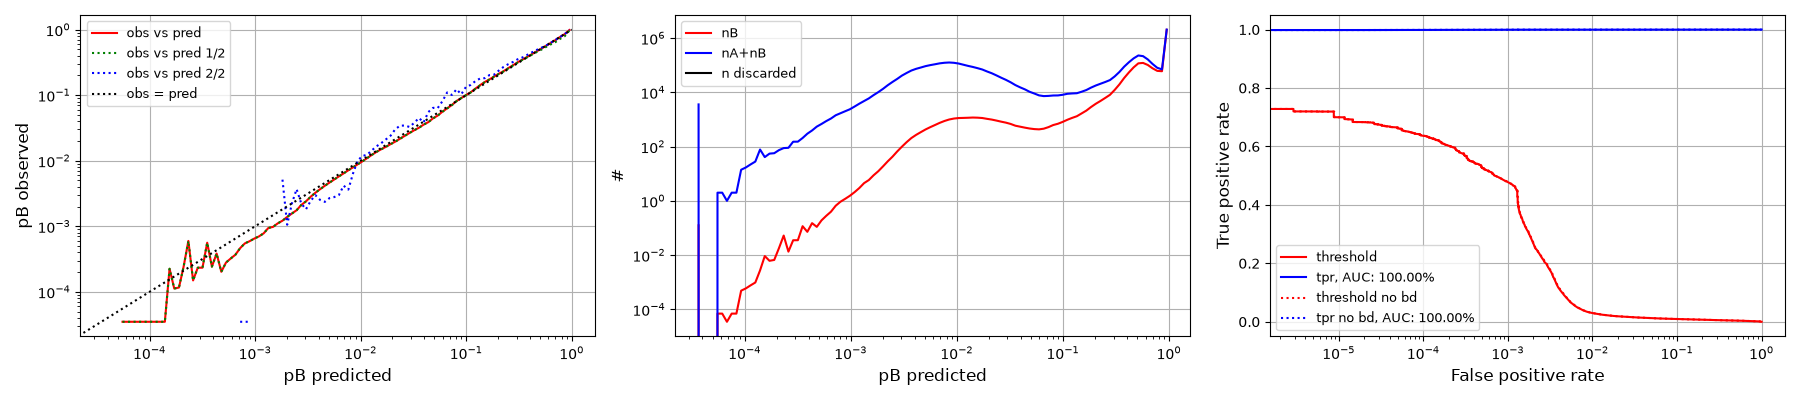 obs vs pred
obs vs pred 1/2
obs vs pred 2/2
obs = pred
10⁰
10⁻¹
10⁻²
10⁻³
10⁻⁴
pB observed
10⁻⁴ 10⁻³ 10⁻² 10⁻¹ 10⁰
pB predicted
nB
nA+nB
n discarded
10⁶
10⁴
10²
10⁰
10⁻²
10⁻⁴
#
10⁻⁴ 10⁻³ 10⁻² 10⁻¹ 10⁰
pB predicted
1.0
0.8
0.6
0.4
0.2
0.0
True positive rate
threshold
tpr, AUC: 100.00%
threshold no bd
tpr no bd, AUC: 100.00%
10⁻⁵ 10⁻⁴ 10⁻³ 10⁻² 10⁻¹ 10⁰
False positive rate